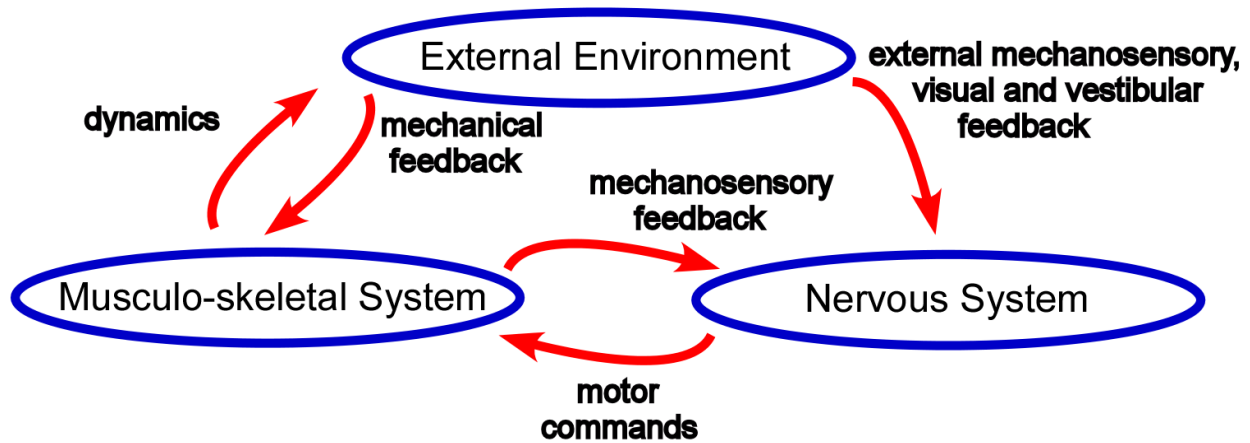 External Environment
external mechanosensory,
visual and vestibular
feedback
dynamics
mechanical
feedback
mechanosensory
feedback
Musculo-skeletal System
Nervous System
motor
commands